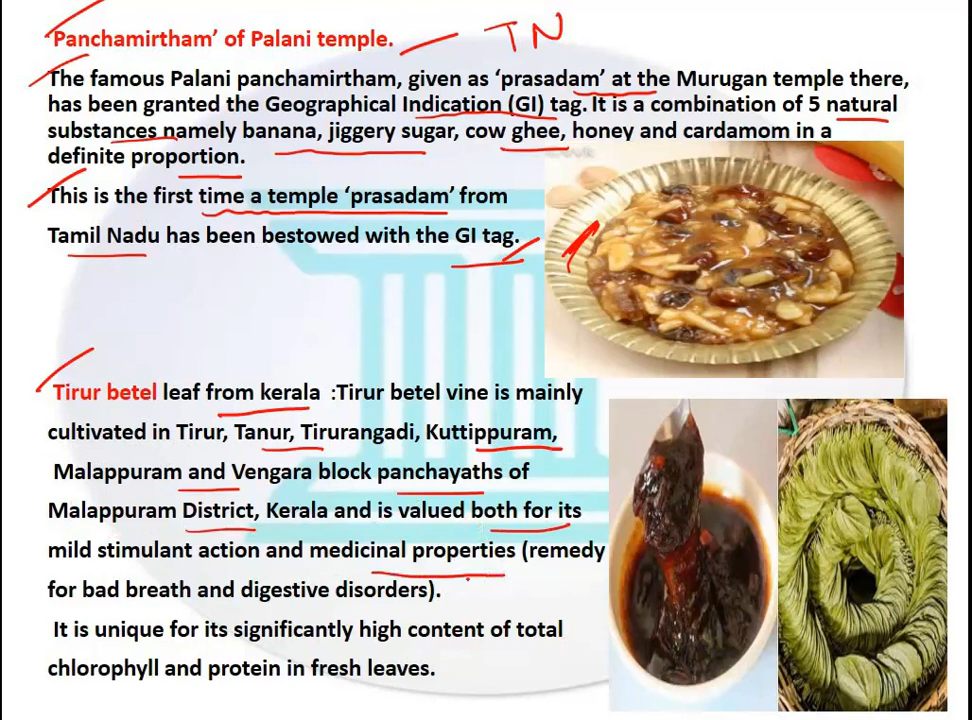 Panchamirtham’ of Palani temple.
TN
The famous Palani panchamirtham, given as ‘prasadam’ at the Murugan temple there,
has been granted the Geographical Indication (GI) tag. It is a combination of 5 natural
substances namely banana, jiggery sugar, cow ghee, honey and cardamom in a
definite proportion.
This is the first time a temple ‘prasadam’ from
Tamil Nadu has been bestowed with the GI tag.
Tirur betel leaf from kerala :Tirur betel vine is mainly
cultivated in Tirur, Tanur, Tirurangadi, Kuttippuram,
Malappuram and Vengara block panchayaths of
Malappuram District, Kerala and is valued both for its
mild stimulant action and medicinal properties (remedy
for bad breath and digestive disorders).
It is unique for its significantly high content of total
chlorophyll and protein in fresh leaves.